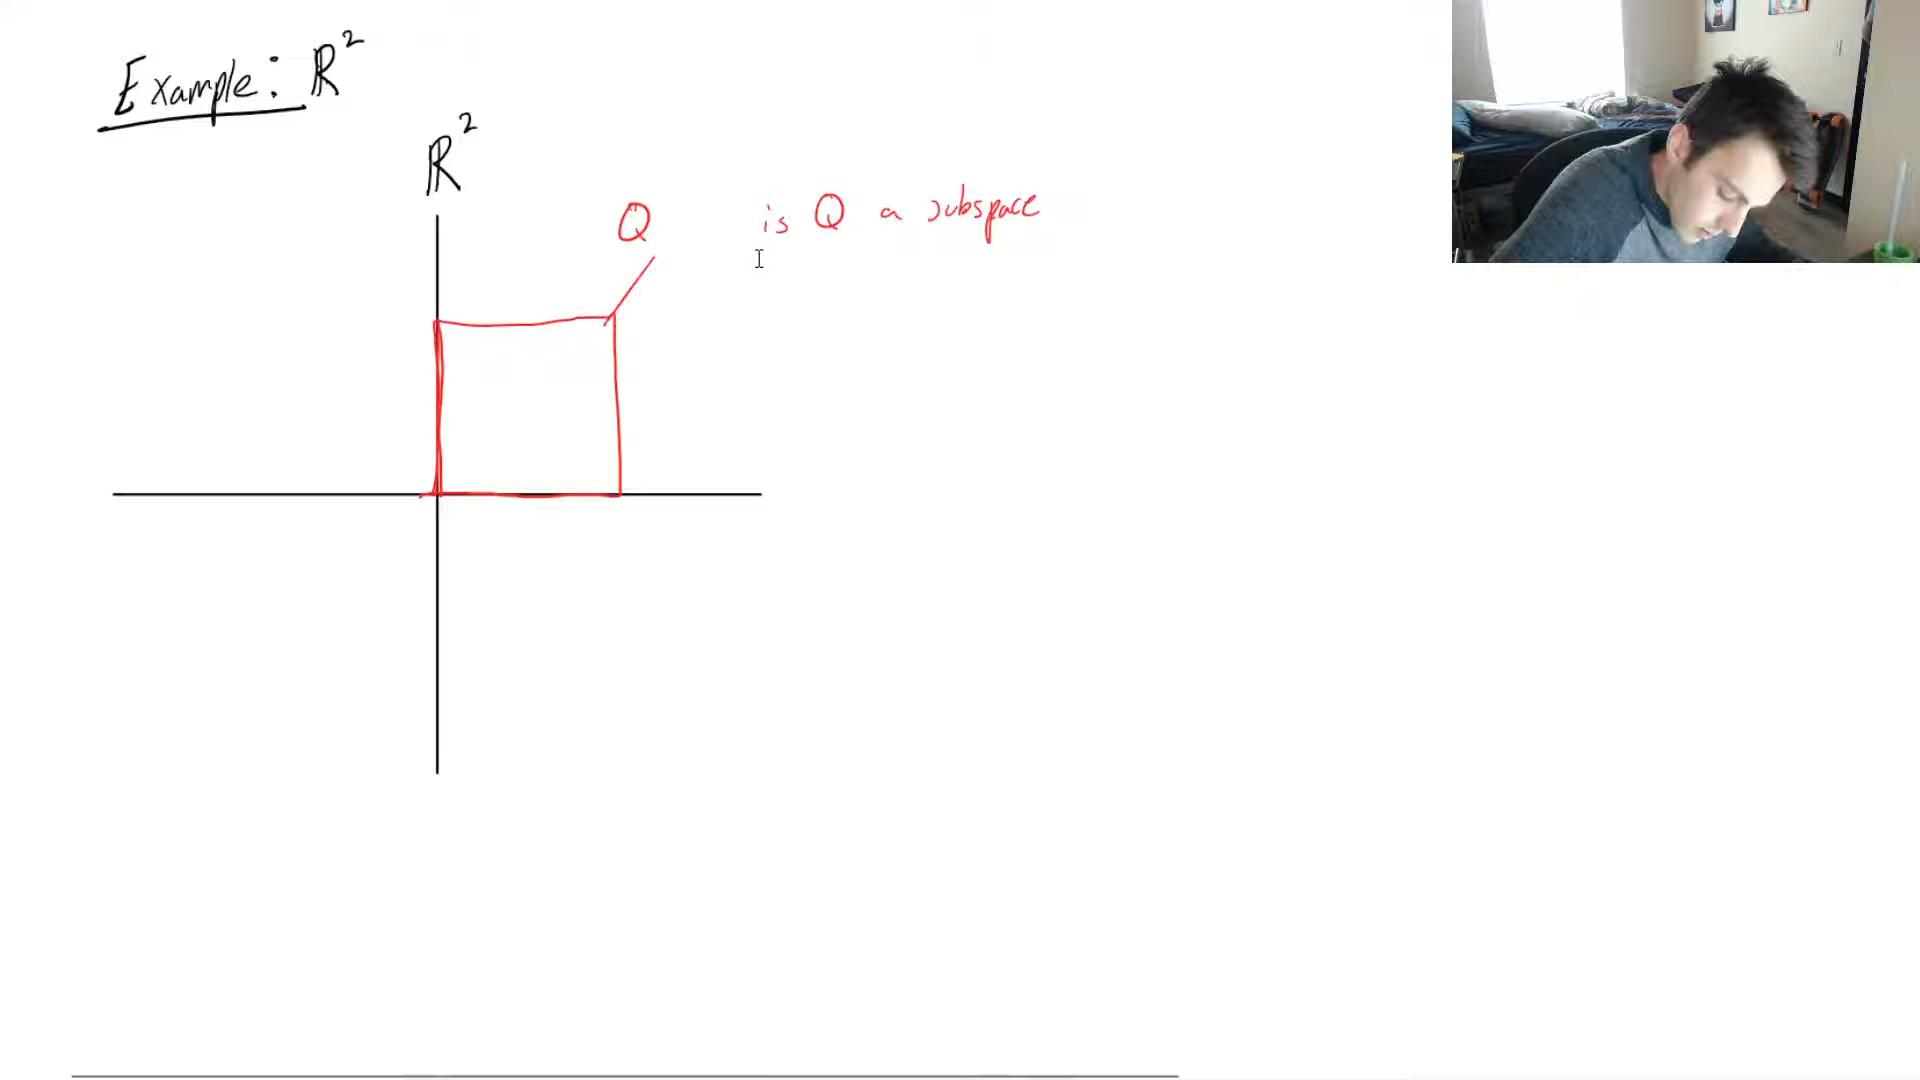 Example: ℝ²
ℝ²
Q
is Q a subspace